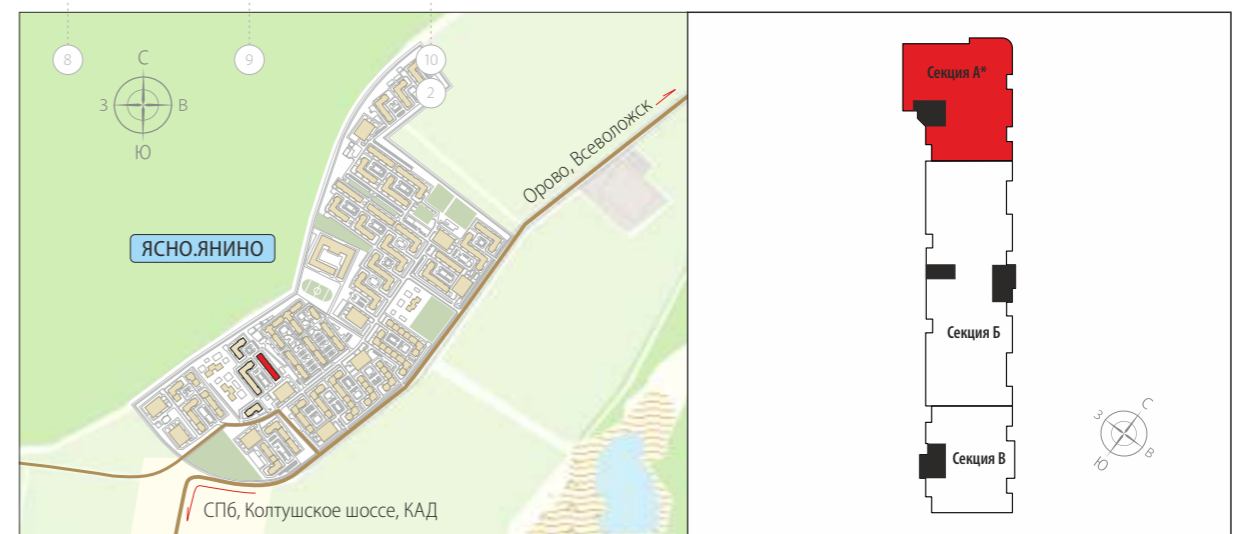 8
9
10
2
С
З
В
Ю
Орово, Всеволожск
ЯСНО.ЯНИНО
СПб, Колтушское шоссе, КАД
Секция А*
Секция Б
Секция В
З
С
Ю
В